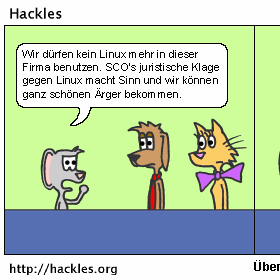 Hackles
Wir dürfen kein Linux mehr in dieser
Firma benutzen. SCO's juristische Klage
gegen Linux macht Sinn und wir können
ganz schönen Ärger bekommen.
http://hackles.org
Über